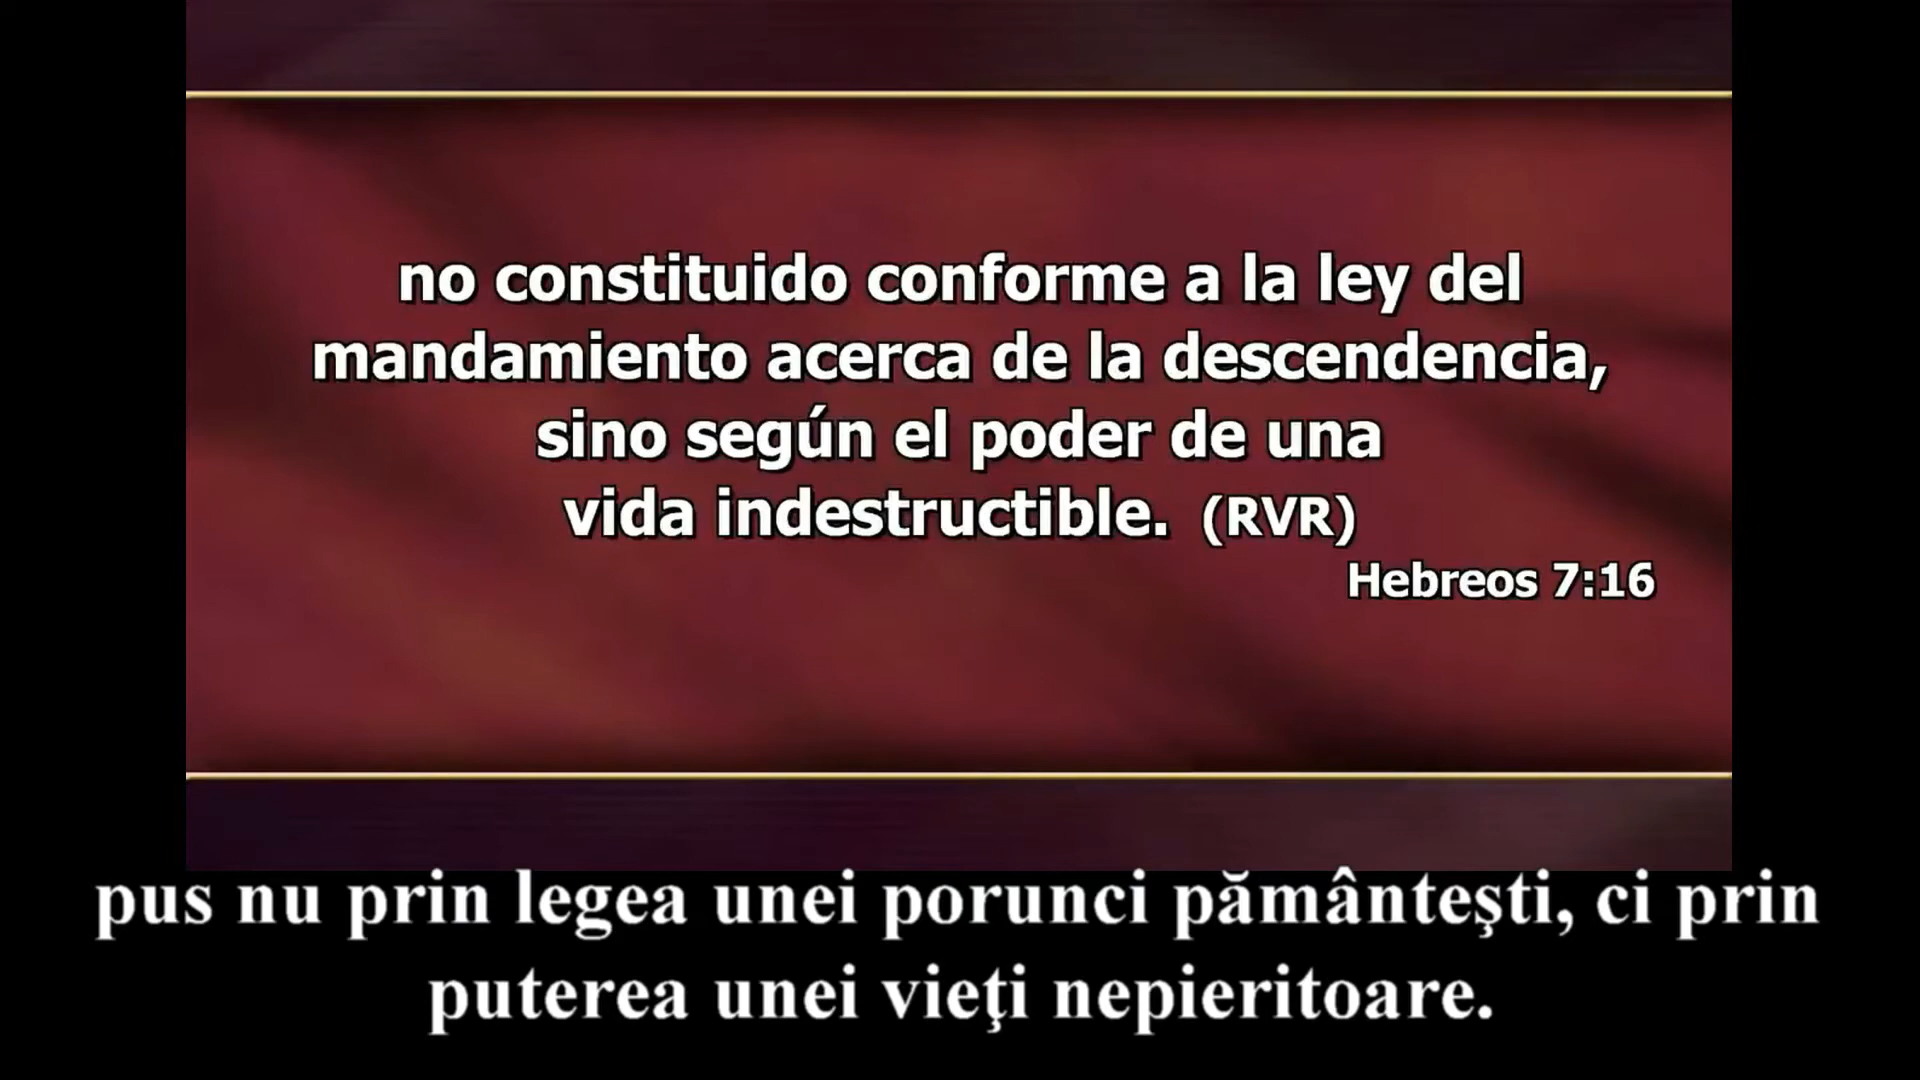 no constituido conforme a la ley del
mandamiento acerca de la descendencia,
sino según el poder de una
vida indestructible. (RVR)
Hebreos 7:16
pus nu prin legea unei porunci pământeşti, ci prin
puterea unei vieţi nepieritoare.